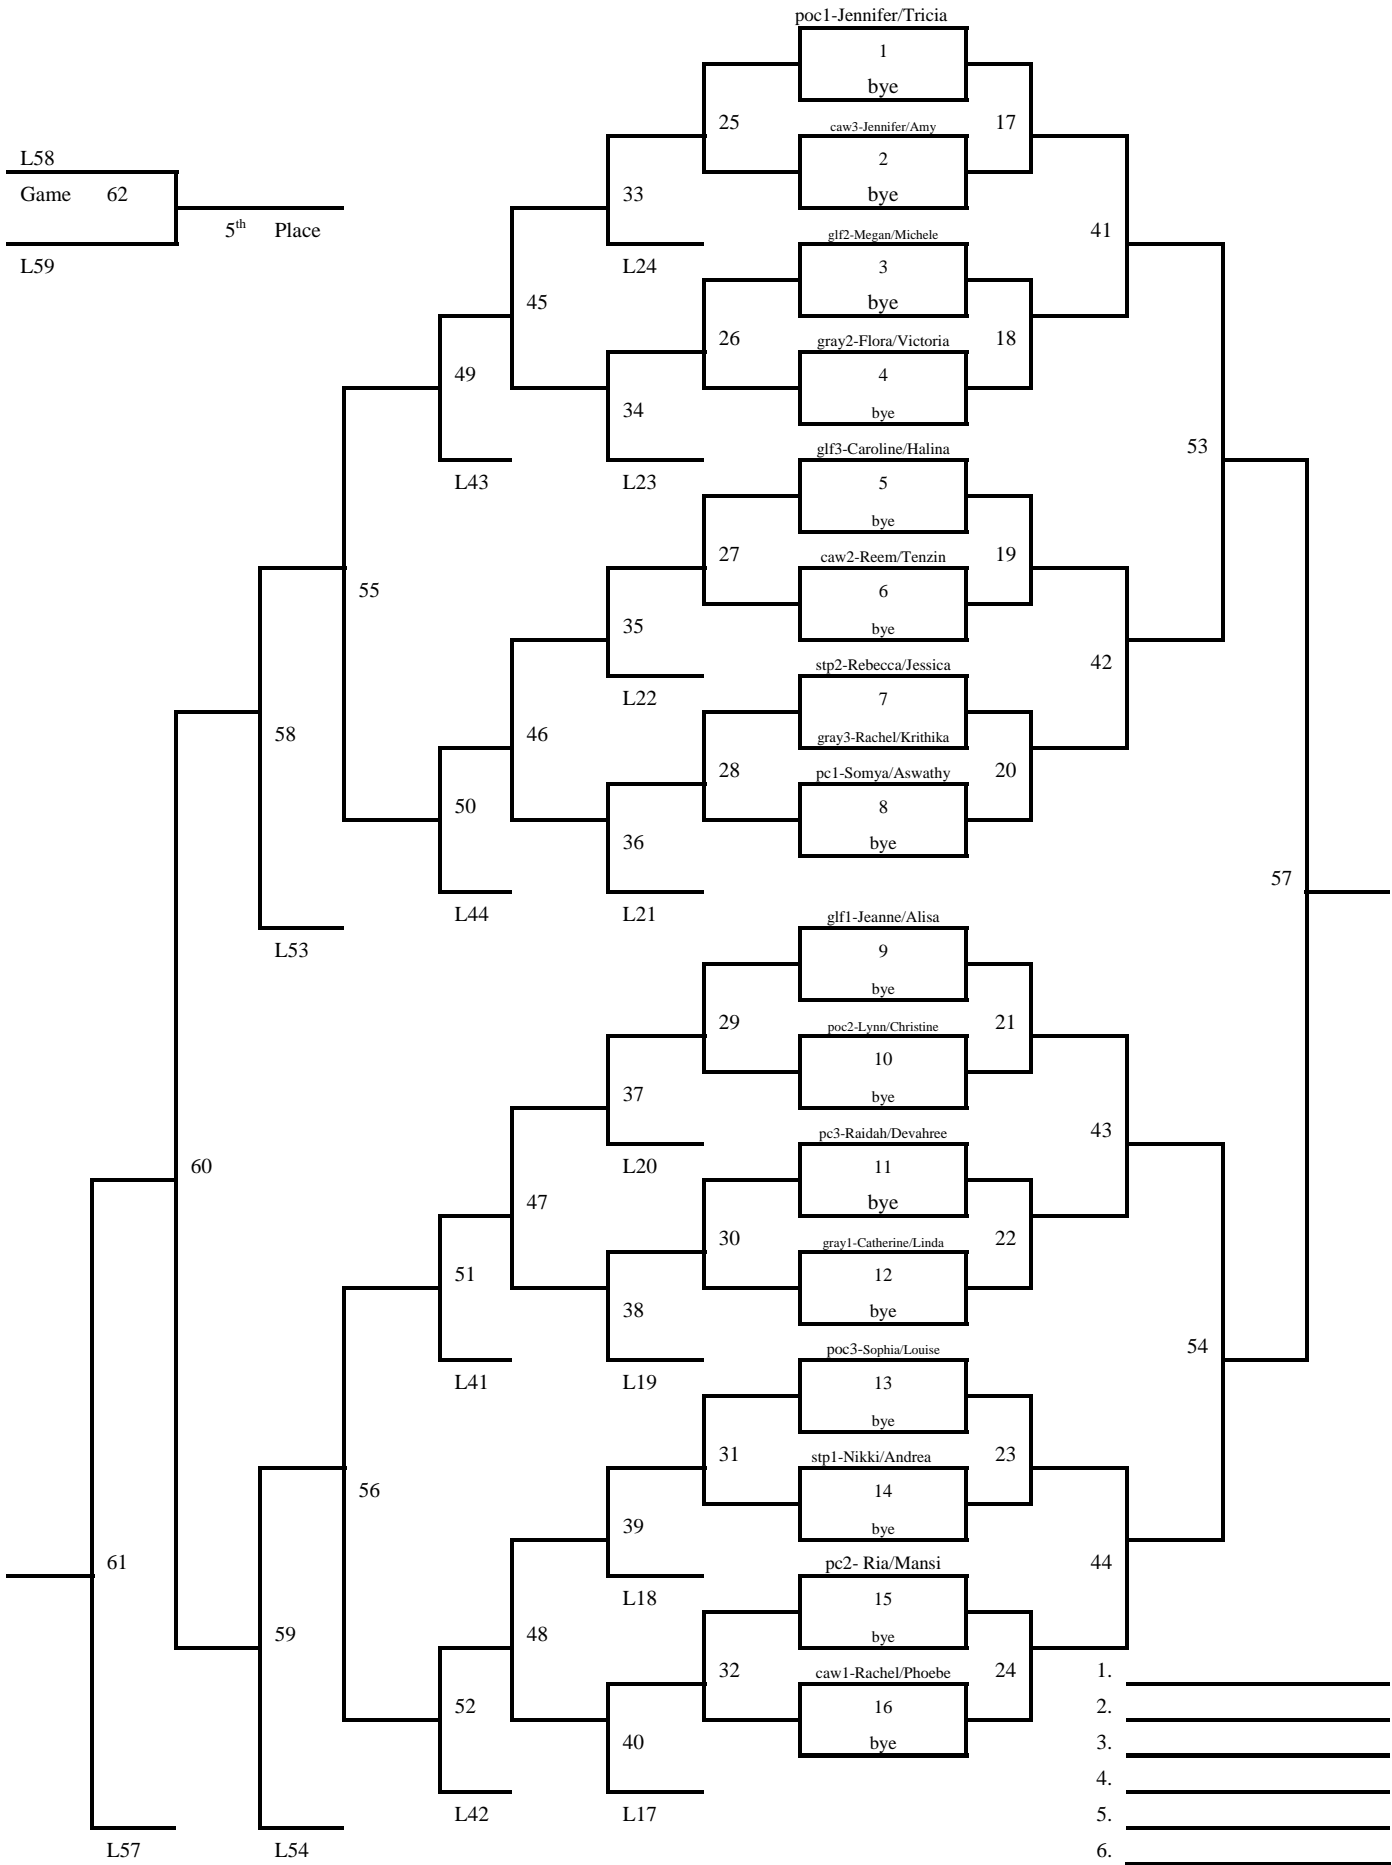 poc1-Jennifer/Tricia
1
bye
25
caw3-Jennifer/Amy
17
L58
2
Game 62
33
bye
5th Place
glf2-Megan/Michele
41
L59
L24
3
45
bye
26
gray2-Flora/Victoria
18
49
4
34
bye
glf3-Caroline/Halina
53
L43
L23
5
bye
27
caw2-Reem/Tenzin
19
55
6
35
bye
stp2-Rebecca/Jessica
42
L22
7
58
46
gray3-Rachel/Krithika
28
pc1-Somya/Aswathy
20
50
8
36
bye
57
L44
L21
glf1-Jeanne/Alisa
L53
9
bye
29
poc2-Lynn/Christine
21
10
37
bye
pc3-Raidah/Devahree
43
60
L20
11
47
bye
30
gray1-Catherine/Linda
22
51
12
38
bye
poc3-Sophia/Louise
54
L41
L19
13
bye
31
stp1-Nikki/Andrea
23
56
14
39
bye
61
pc2- Ria/Mansi
44
L18
15
59
48
bye
32
caw1-Rachel/Phoebe
24
1.
52
16
2.
40
bye
3.
4.
L42
L17
5.
L57
L54
6.